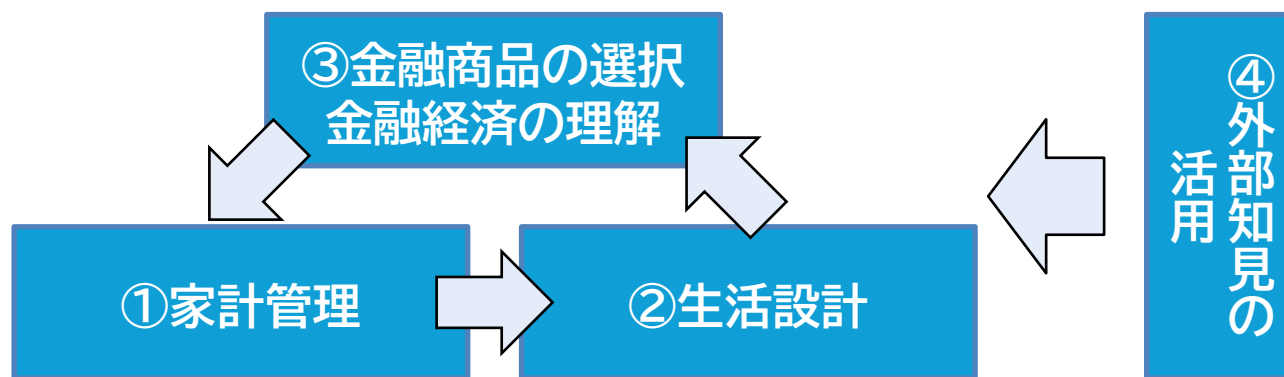 ③金融商品の選択
金融経済の理解
①家計管理
②生活設計
④外部知見の
活用